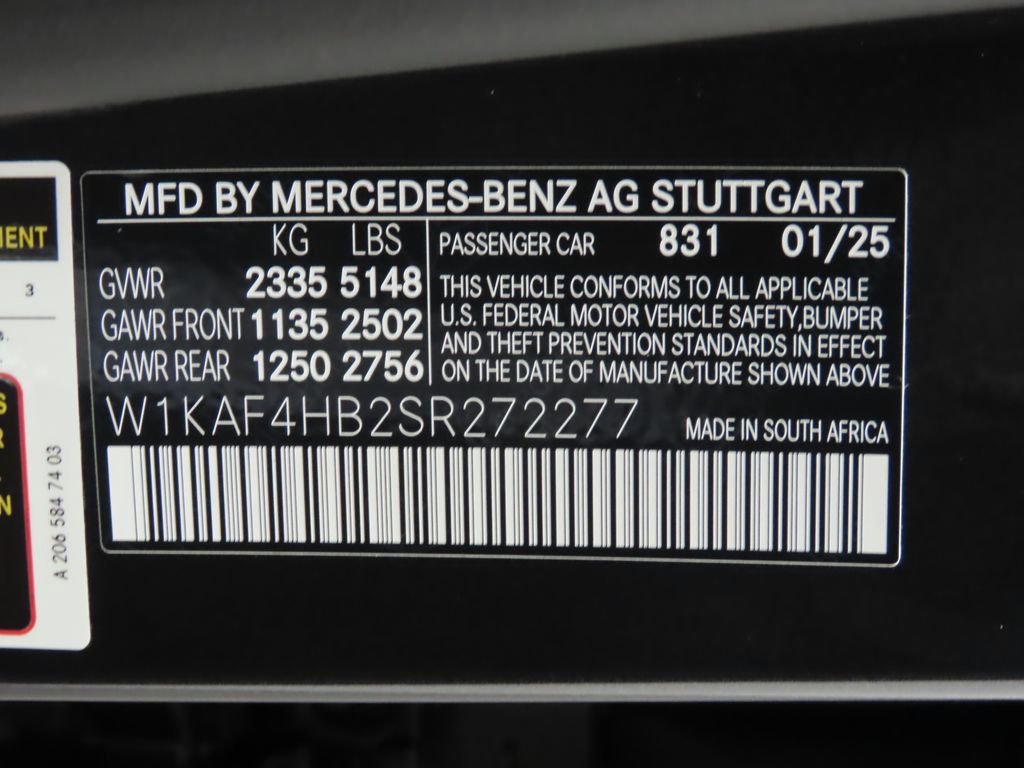 MFD BY MERCEDES-BENZ AG STUTTGART
KG LBS
GVWR 2335 5148
GAWR FRONT 1135 2502
GAWR REAR 1250 2756
PASSENGER CAR 831 01/25
THIS VEHICLE CONFORMS TO ALL APPLICABLE
U.S. FEDERAL MOTOR VEHICLE SAFETY,BUMPER
AND THEFT PREVENTION STANDARDS IN EFFECT
ON THE DATE OF MANUFACTURE SHOWN ABOVE
W1KAF4HB2SR272277
MADE IN SOUTH AFRICA
3
A 206 584 74 03